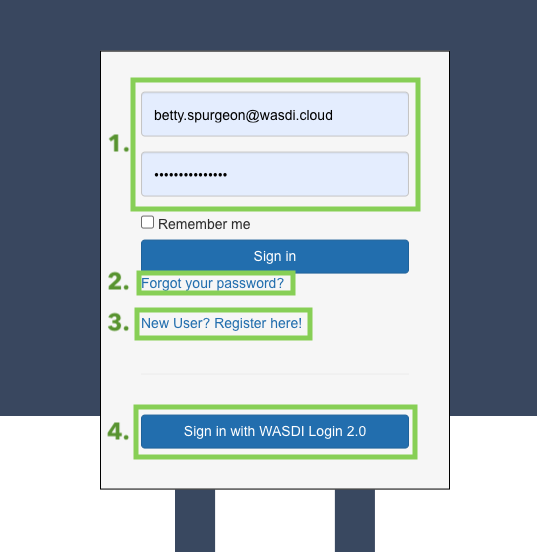 1.
betty.spurgeon@wasdi.cloud
•••••••••••••••
Remember me
Sign in
2. Forgot your password?
3. New User? Register here!
4. Sign in with WASDI Login 2.0